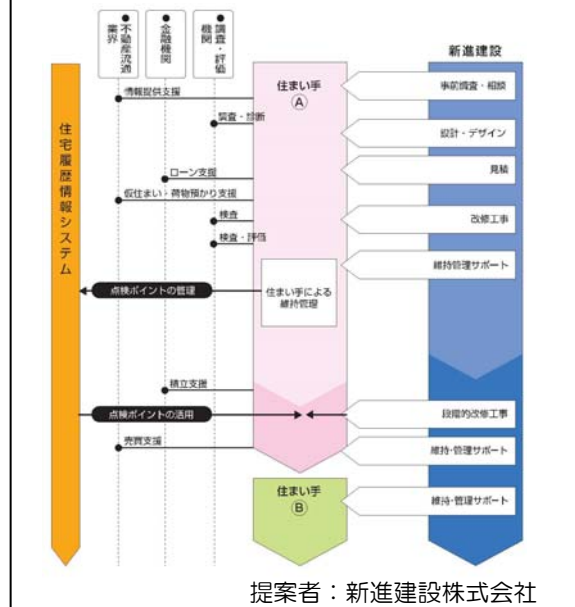 不動産流通業界
金融機関
調査・評価機関
新進建設
住まい手
Ⓐ
事前調査・相談
情報提供支援
調査・診断
設計・デザイン
住宅履歴情報システム
ローン支援
見積
仮住まい・荷物預かり支援
検査
改修工事
検査・評価
維持管理サポート
点検ポイントの管理
住まい手による
維持管理
積立支援
点検ポイントの活用
段階的改修工事
売買支援
維持・管理サポート
住まい手
Ⓑ
維持・管理サポート
提案者：新進建設株式会社